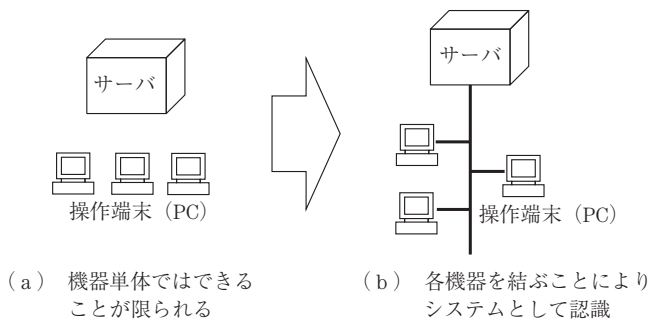 サーバ
操作端末（PC）
（a） 機器単体ではできる
ことが限られる
サーバ
操作端末（PC）
（b） 各機器を結ぶことにより
システムとして認識